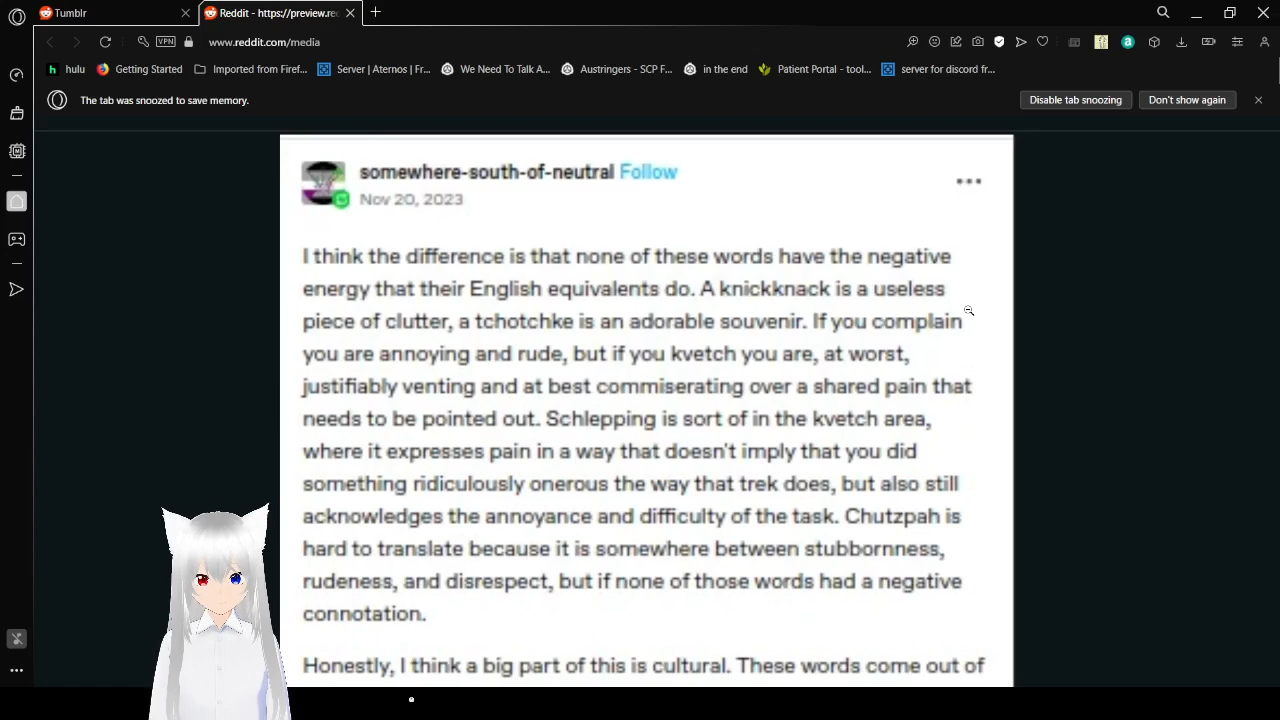 Tumblr
Reddit - https://preview.re
VPN
www.reddit.com/media
hulu
Getting Started
Imported from Firef...
Server | Aternos | Fr...
We Need To Talk A...
Austringers - SCP F...
in the end
Patient Portal - tool...
server for discord fr...
The tab was snoozed to save memory.
Disable tab snoozing
Don't show again
somewhere-south-of-neutral Follow
Nov 20, 2023
I think the difference is that none of these words have the negative
energy that their English equivalents do. A knickknack is a useless
piece of clutter, a tchotchke is an adorable souvenir. If you complain
you are annoying and rude, but if you kvetch you are, at worst,
justifiably venting and at best commiserating over a shared pain that
needs to be pointed out. Schlepping is sort of in the kvetch area,
where it expresses pain in a way that doesn't imply that you did
something ridiculously onerous the way that trek does, but also still
acknowledges the annoyance and difficulty of the task. Chutzpah is
hard to translate because it is somewhere between stubbornness,
rudeness, and disrespect, but if none of those words had a negative
connotation.
Honestly, I think a big part of this is cultural. These words come out of